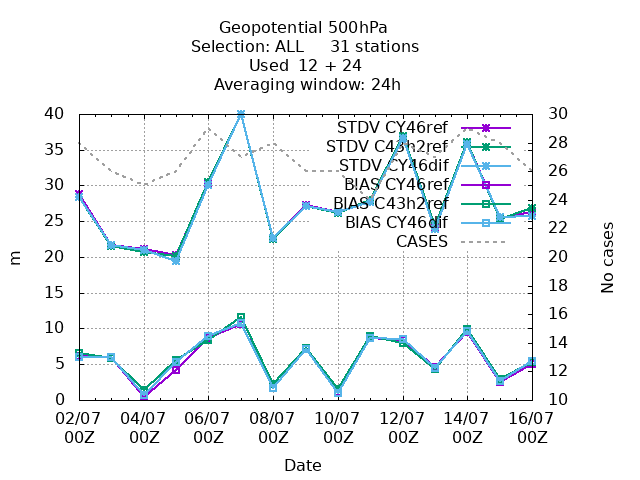 Geopotential 500hPa
Selection: ALL 31 stations
Used 12 + 24
Averaging window: 24h
40 30
STDV CY46ref
28
35 STDV C43h2ref
STDV CY46dif
26
30 BIAS CY46ref
24
BIAS C43h2ref
25 BIAS CY46dif
22
CASES
20 20
m
No cases
18
15
16
10
14
5
12
0 10
02/07 04/07 06/07 08/07 10/07 12/07 14/07 16/07
00Z 00Z 00Z 00Z 00Z 00Z 00Z 00Z
Date